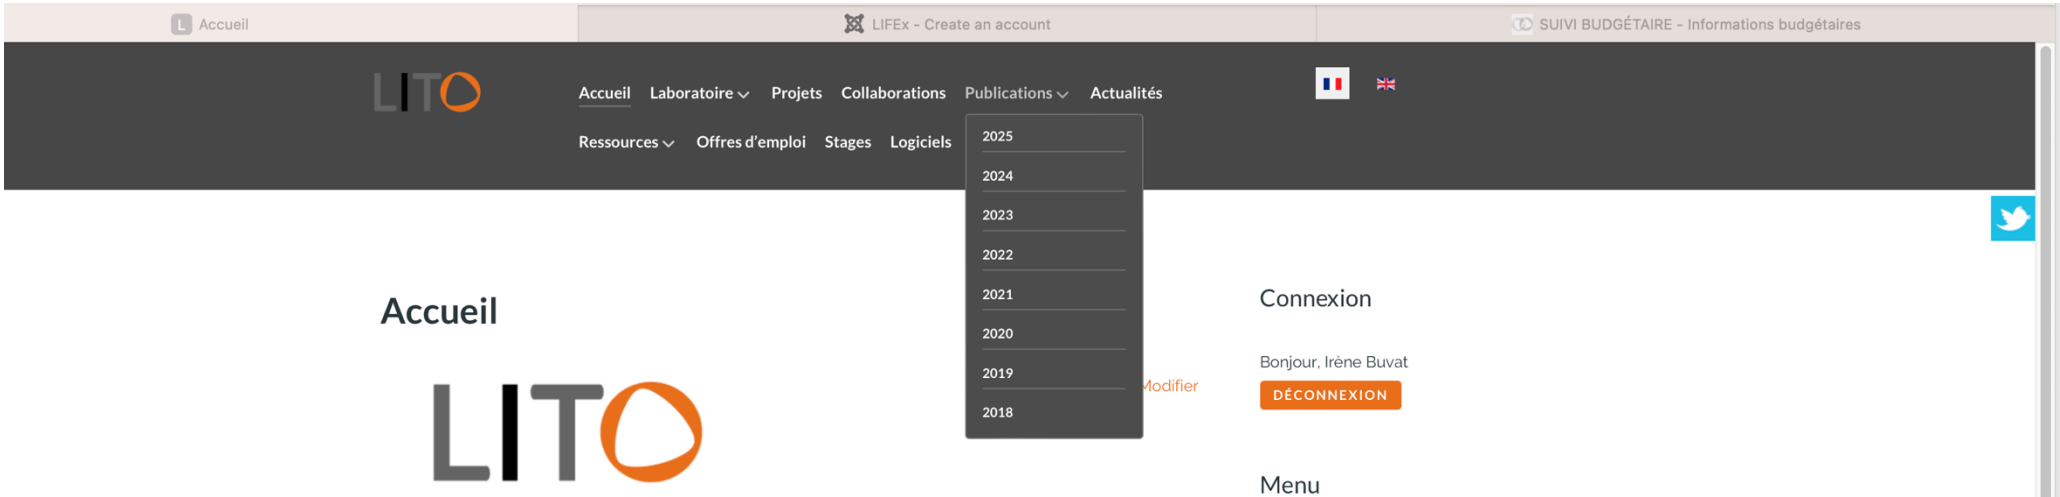 L Accueil
LIFEx - Create an account
SUIVI BUDGÉTAIRE - Informations budgétaires
LITO
Accueil Laboratoire Projets Collaborations Publications Actualités
Ressources Offres d'emploi Stages Logiciels
2025
2024
2023
2022
2021
2020
2019
2018
Accueil
LITO
Modifier
Connexion
Bonjour, Irène Buvat
DÉCONNEXION
Menu